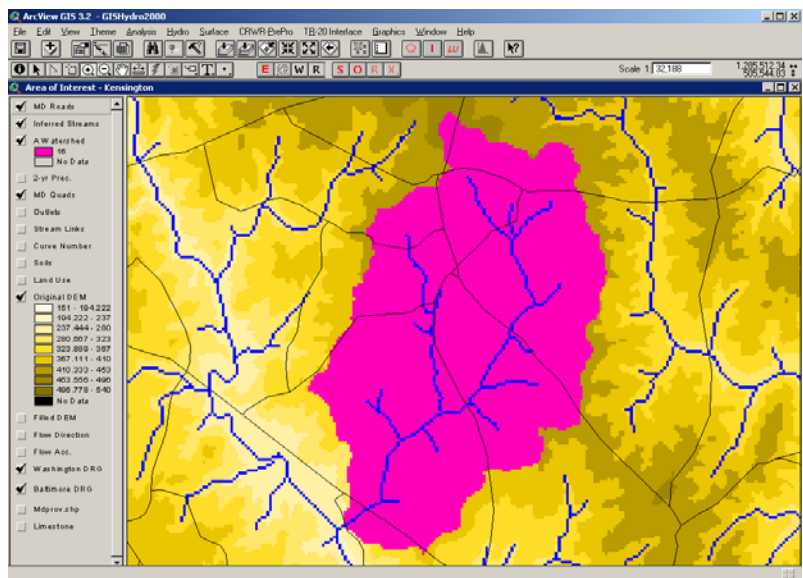 ArcView GIS 3.2 - GISHydro2000
File Edit View Theme Analysis Hydro Surface CRWR-PrePro TR-20 Interface Graphics Window Help
Q I LU
E W R S O R X
Scale 1: 32,188
1,285,512.34
505,544.03
Area of Interest - Kensington
MD Roads
Inferred Streams
A Watershed
16
No Data
2-yr Prec.
MD Quads
Outlets
Stream Links
Curve Number
Soils
Land Use
Original DEM
151 - 194.222
194.222 - 237
237.444 - 280
280.667 - 323
323.889 - 367
367.111 - 410
410.333 - 453
453.556 - 496
496.778 - 540
No Data
Filled DEM
Flow Direction
Flow Acc.
Washington DRG
Baltimore DRG
Mdprov.shp
Limestone